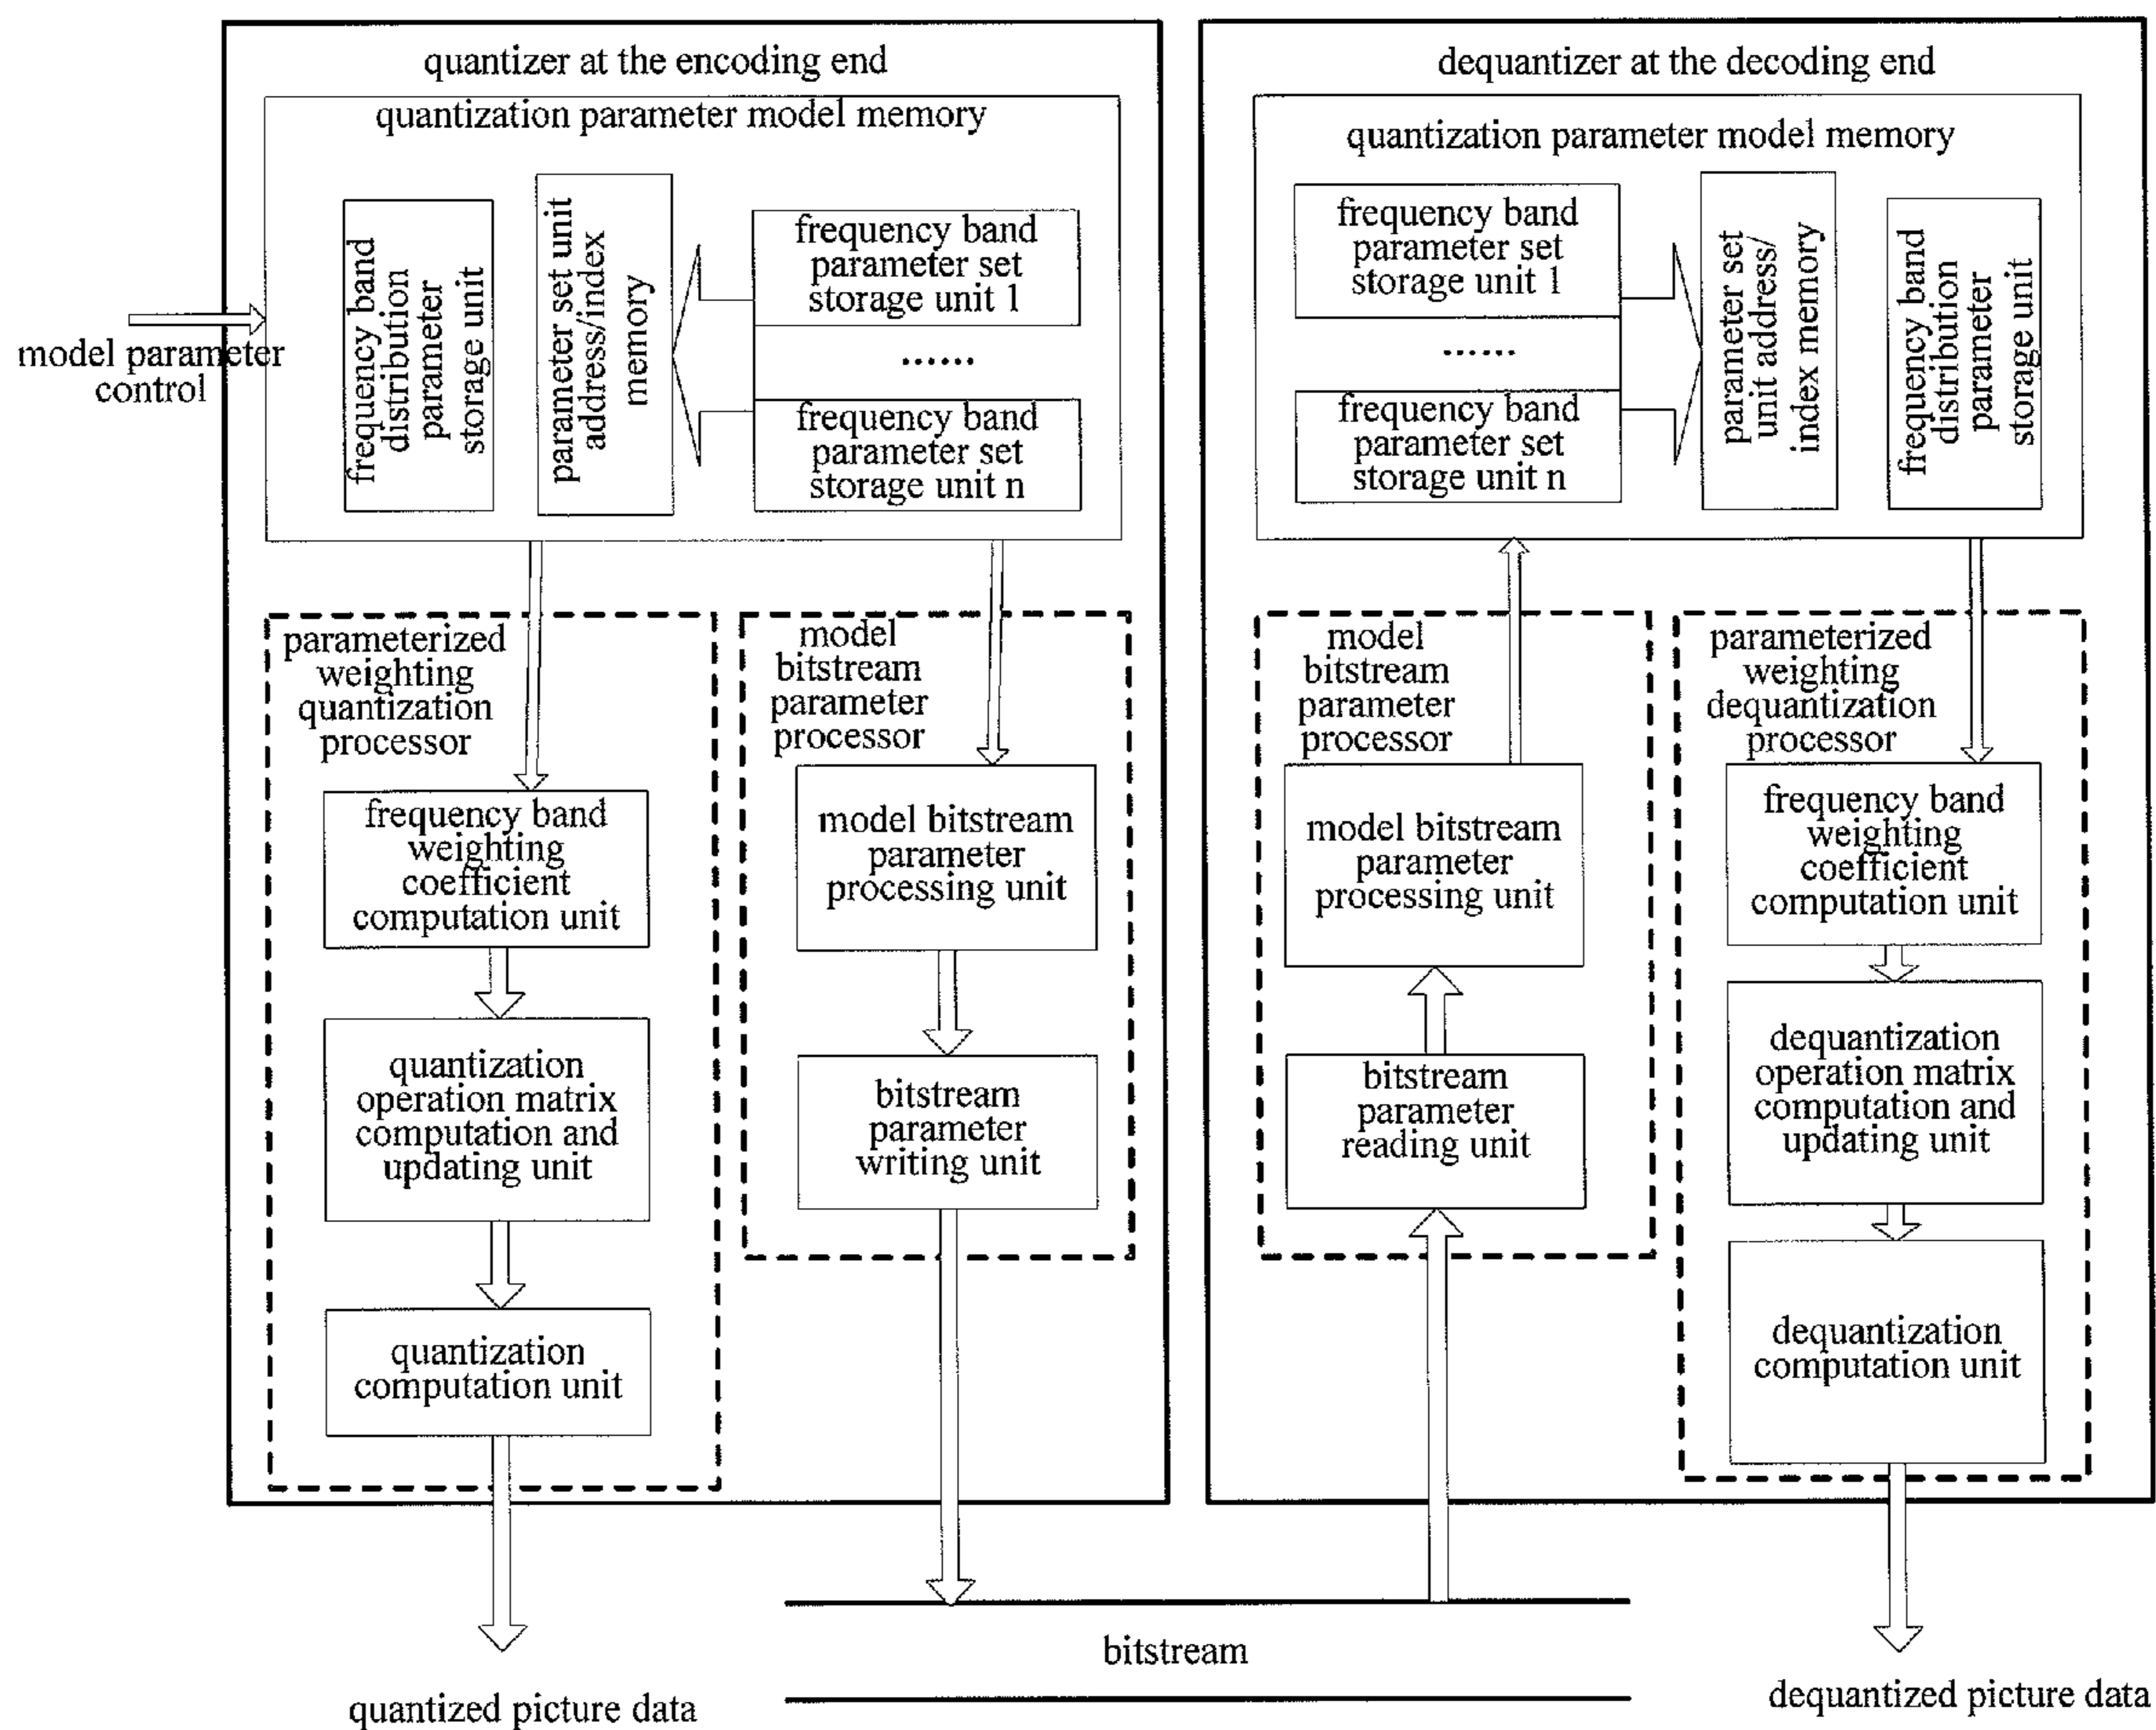 quantizer at the encoding end
quantization parameter model memory
frequency band
distribution
parameter
storage unit
parameter set unit
address/index
memory
frequency band
parameter set
storage unit 1
......
frequency band
parameter set
storage unit n
model parameter
control
parameterized
weighting
quantization
processor
frequency band
weighting
coefficient
computation unit
quantization
operation matrix
computation and
updating unit
quantization
computation unit
quantized picture data
model
bitstream
parameter
processor
model bitstream
parameter
processing unit
bitstream
parameter
writing unit
bitstream
dequantizer at the decoding end
quantization parameter model memory
frequency band
parameter set
storage unit 1
......
frequency band
parameter set
storage unit n
parameter set
unit address/
index memory
frequency band
distribution
parameter
storage unit
model
bitstream
parameter
processor
model bitstream
parameter
processing unit
bitstream
parameter
reading unit
parameterized
weighting
dequantization
processor
frequency band
weighting
coefficient
computation unit
dequantization
operation matrix
computation and
updating unit
dequantization
computation unit
dequantized picture data